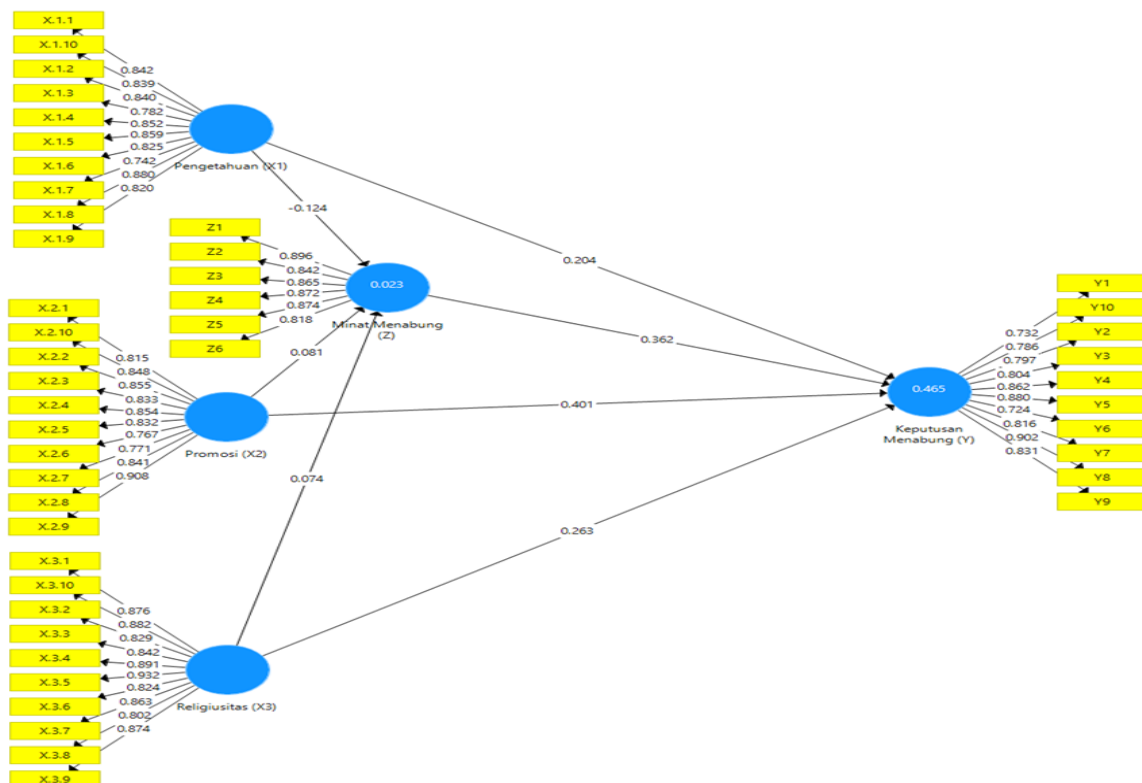 X.1.1
X.1.10
X.1.2
X.1.3
X.1.4
X.1.5
X.1.6
X.1.7
X.1.8
X.1.9
0.842
0.839
0.840
0.782
0.852
0.859
0.825
0.742
0.880
0.820
Pengetahuan (X1)
-0.124
0.204
Z1
Z2
Z3
Z4
Z5
Z6
0.896
0.842
0.865
0.872
0.874
0.818
0.023
Minat Menabung
(Z)
0.362
X.2.1
X.2.10
X.2.2
X.2.3
X.2.4
X.2.5
X.2.6
X.2.7
X.2.8
X.2.9
0.815
0.848
0.855
0.833
0.854
0.832
0.767
0.771
0.841
0.908
Promosi (X2)
0.081
0.401
0.074
X.3.1
X.3.10
X.3.2
X.3.3
X.3.4
X.3.5
X.3.6
X.3.7
X.3.8
X.3.9
0.876
0.882
0.829
0.842
0.891
0.932
0.824
0.863
0.802
0.874
Religiusitas (X3)
0.263
0.465
Keputusan
Menabung (Y)
0.732
0.786
0.797
0.804
0.862
0.880
0.724
0.816
0.902
0.831
Y1
Y10
Y2
Y3
Y4
Y5
Y6
Y7
Y8
Y9